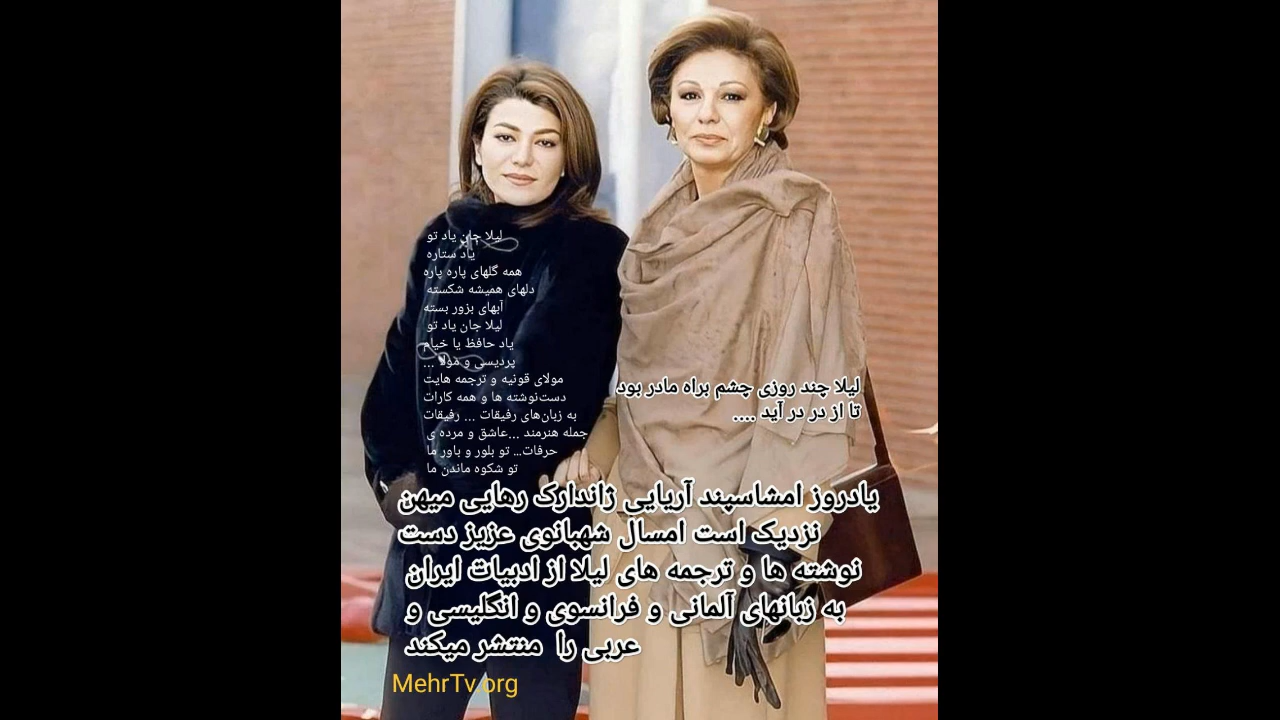 لیلا جان یاد تو
یاد ستاره
همه گلهای پاره پاره
دلهای همیشه شکسته
آبهای بزور بسته
لیلا جان یاد تو
یاد حافظ یا خیام
پردیسی و مولا ...
مولای قونیه و ترجمه هایت
دست‌نوشته ها و همه کارات
به زبان‌های رفیقات ... رفیقات
جمله هنرمند ...عاشق و مرده ی
حرفات... تو بلور و باور ما
تو شکوه ماندن ما
لیلا چند روزی چشم براه مادر بود
تا از در در آید ....
یادروز امشاسپند آریایی ژاندارک رهایی میهن
نزدیک است امسال شهبانوی عزیز دست
نوشته ها و ترجمه های لیلا از ادبیات ایران
به زبانهای آلمانی و فرانسوی و انگلیسی و
عربی را منتشر میکند
MehrTv.org